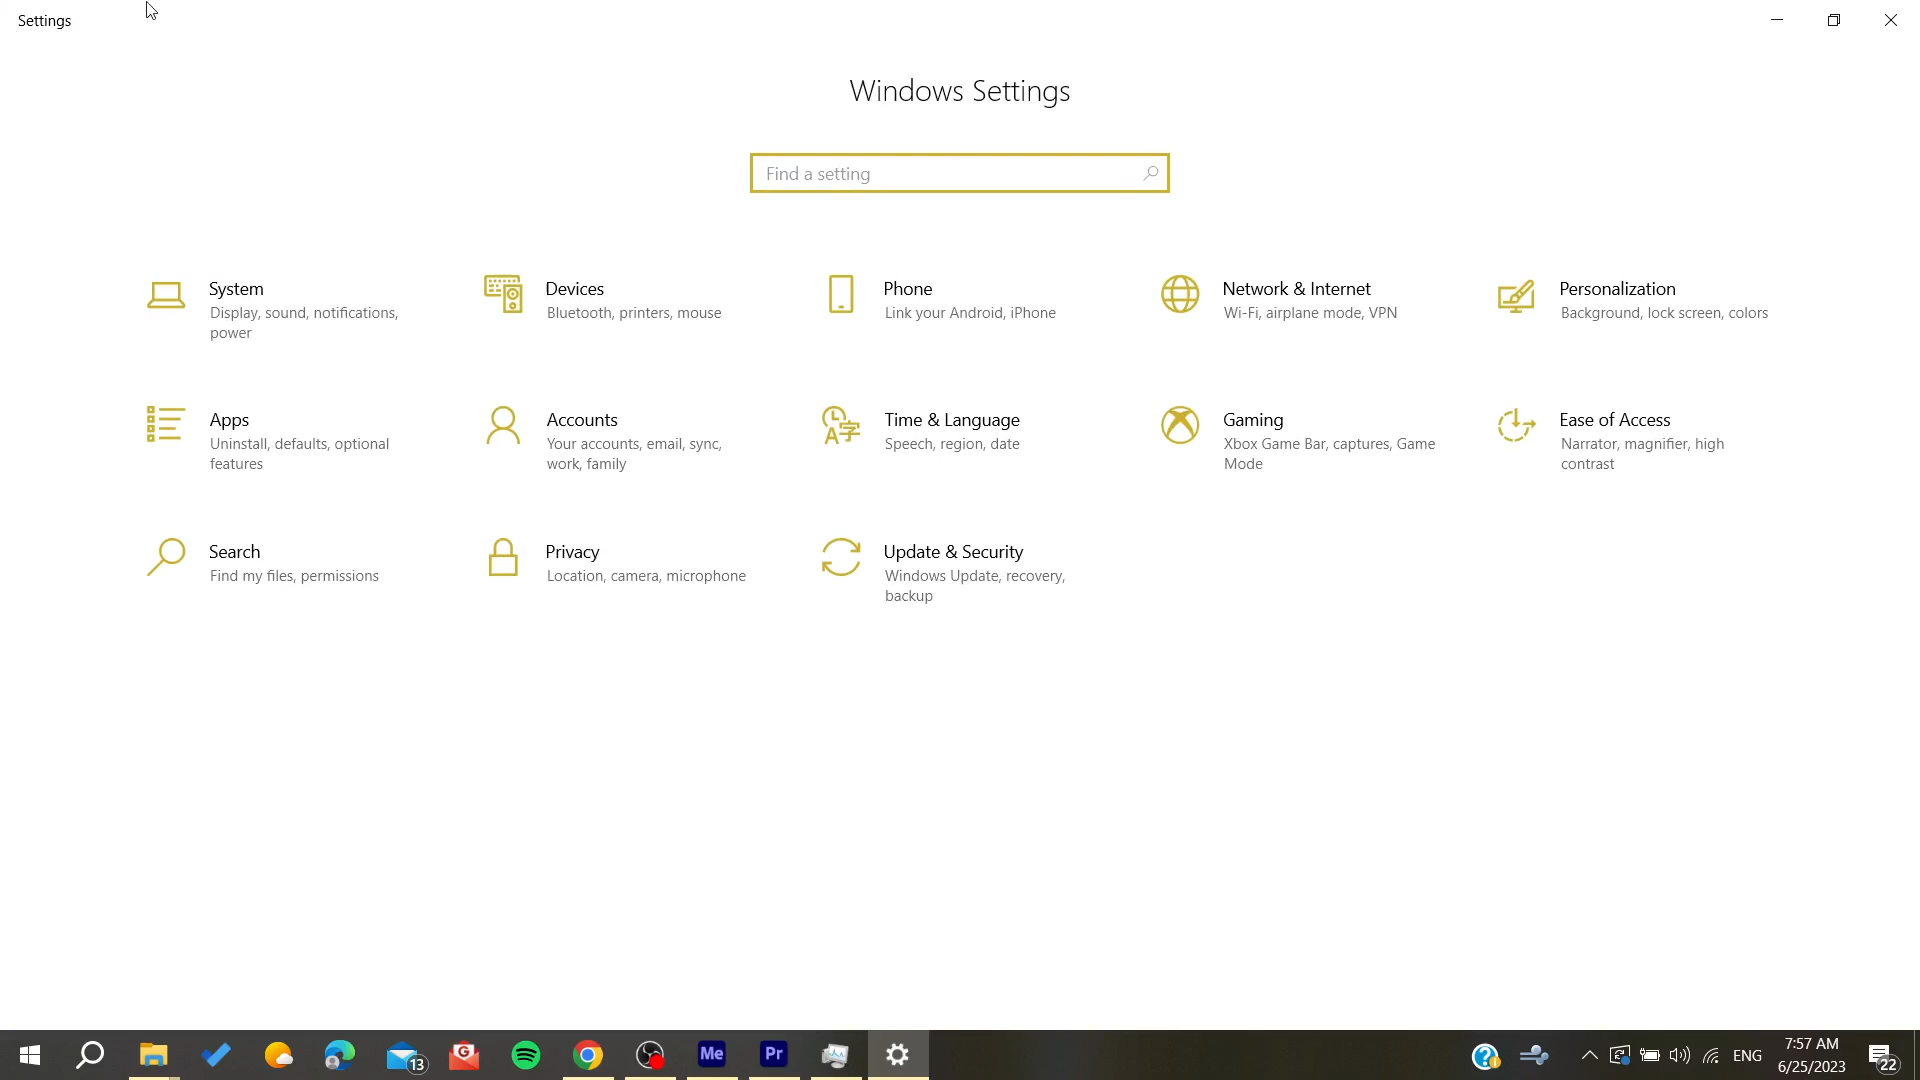 Settings
Windows Settings
Find a setting
System
Display, sound, notifications,
power
Devices
Bluetooth, printers, mouse
Phone
Link your Android, iPhone
Network & Internet
Wi-Fi, airplane mode, VPN
Personalization
Background, lock screen, colors
Apps
Uninstall, defaults, optional
features
Accounts
Your accounts, email, sync,
work, family
Time & Language
Speech, region, date
Gaming
Xbox Game Bar, captures, Game
Mode
Ease of Access
Narrator, magnifier, high
contrast
Search
Find my files, permissions
Privacy
Location, camera, microphone
Update & Security
Windows Update, recovery,
backup
13
G
Me
Pr
ENG
7:57 AM
6/25/2023
22